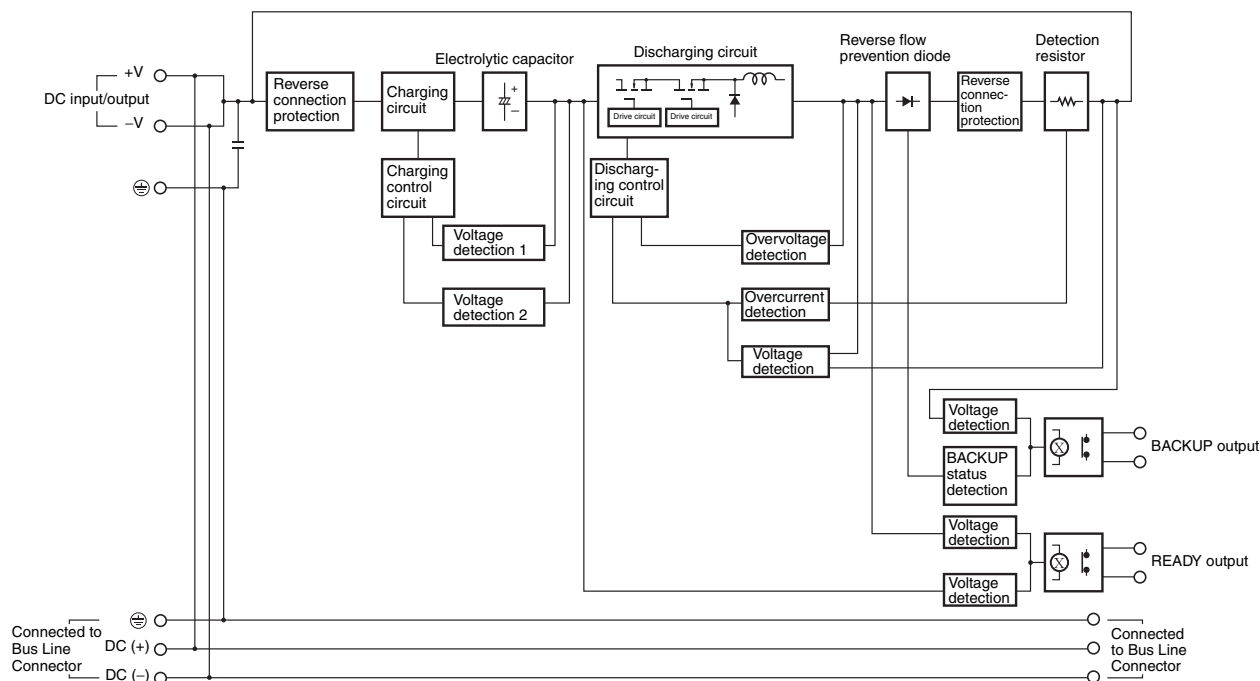 Discharging circuit
Reverse flow
prevention diode
Detection
resistor
Electrolytic capacitor
+V
DC input/output
−V
Reverse
connection
protection
Charging
circuit
+
−
Drive circuit
Drive circuit
Reverse
connec-
tion
protection
Charging
control
circuit
Discharg-
ing control
circuit
Voltage
detection 1
Overvoltage
detection
Voltage
detection 2
Overcurrent
detection
Voltage
detection
Voltage
detection
X
BACKUP output
BACKUP
status
detection
Voltage
detection
X
READY output
Voltage
detection
Connected to
Bus Line
Connector
DC (+)
DC (−)
Connected
to Bus Line
Connector